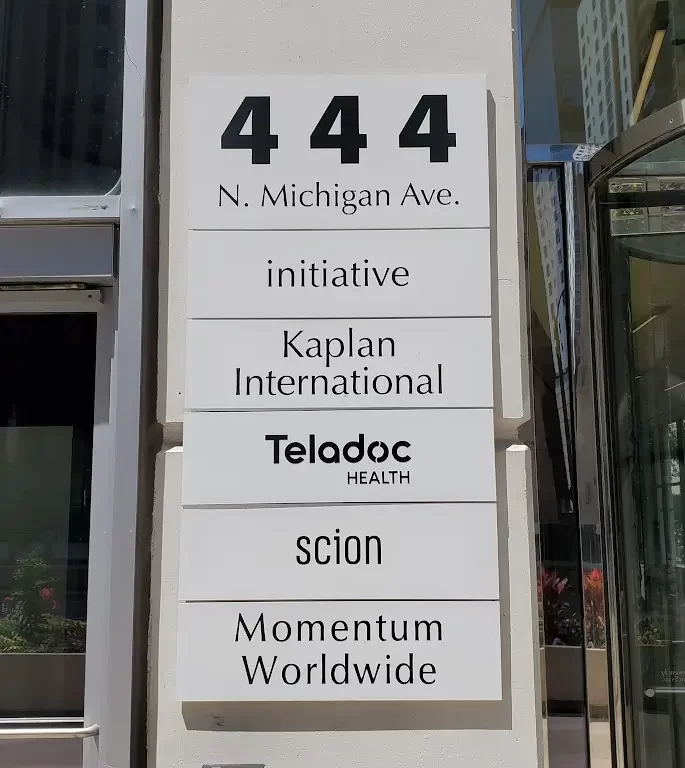 444
N. Michigan Ave.
initiative
Kaplan
International
Teladoc
HEALTH
scion
Momentum
Worldwide